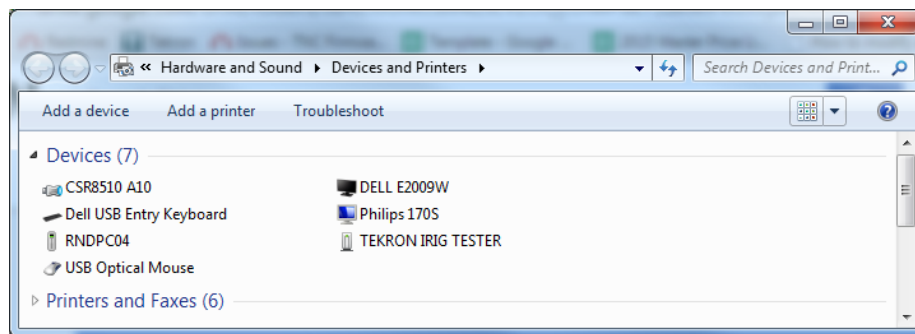 « Hardware and Sound ▸ Devices and Printers ▸ Search Devices and Print...
Add a device Add a printer Troubleshoot
Devices (7)
CSR8510 A10 DELL E2009W
Dell USB Entry Keyboard Philips 170S
RNDPC04 TEKRON IRIG TESTER
USB Optical Mouse
Printers and Faxes (6)